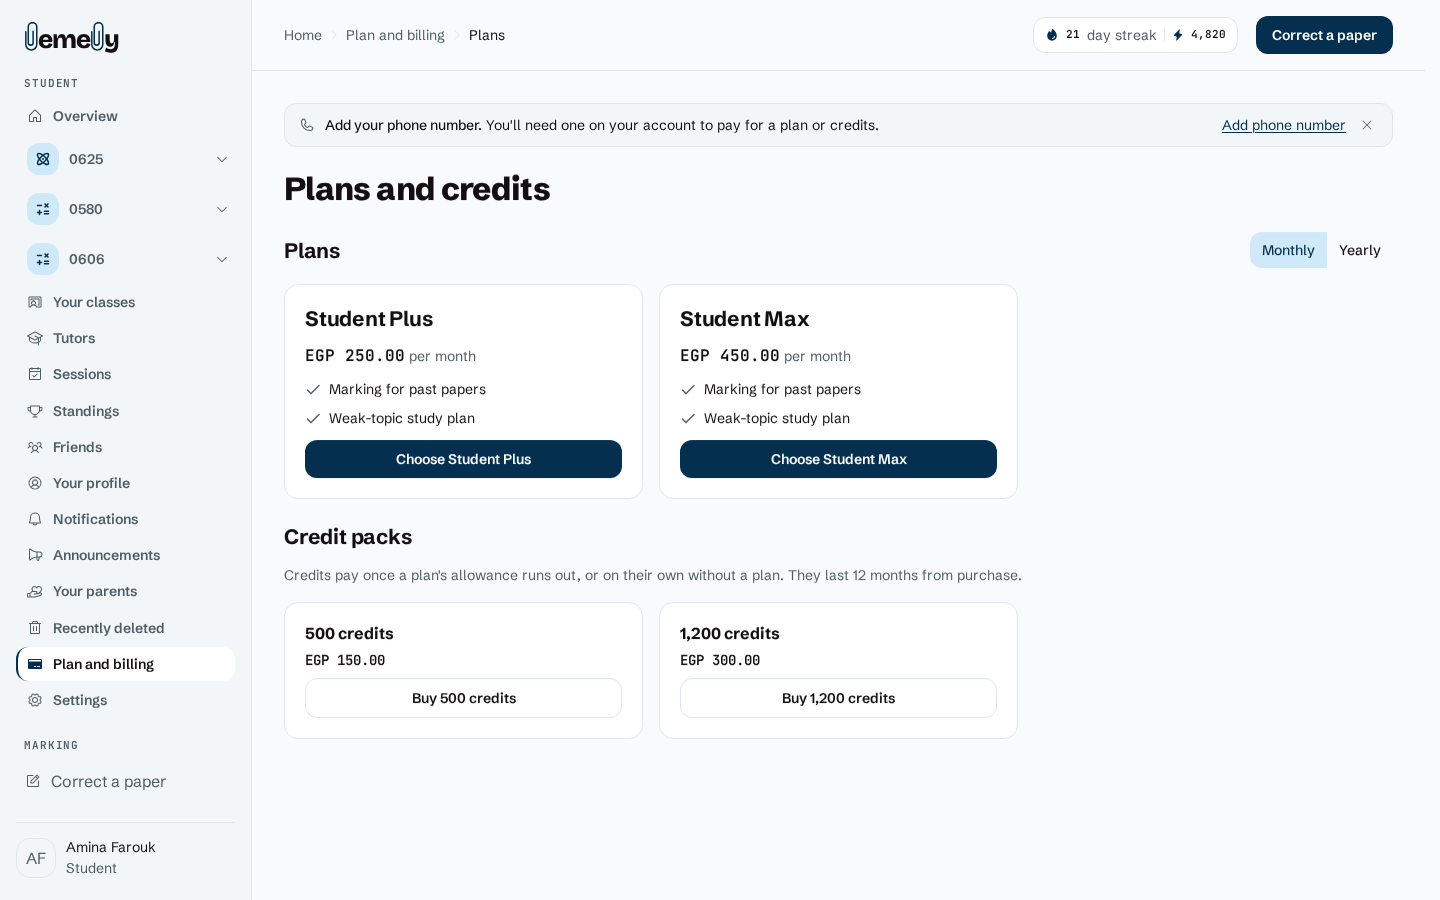 lemelly
STUDENT
Overview
0625
0580
0606
Your classes
Tutors
Sessions
Standings
Friends
Your profile
Notifications
Announcements
Your parents
Recently deleted
Plan and billing
Settings
MARKING
Correct a paper
AF
Amina Farouk
Student
Home
Plan and billing
Plans
21 day streak
4,820
Correct a paper
Add your phone number. You'll need one on your account to pay for a plan or credits.
Add phone number
Plans and credits
Plans
Monthly
Yearly
Student Plus
EGP 250.00 per month
Marking for past papers
Weak-topic study plan
Choose Student Plus
Student Max
EGP 450.00 per month
Marking for past papers
Weak-topic study plan
Choose Student Max
Credit packs
Credits pay once a plan's allowance runs out, or on their own without a plan. They last 12 months from purchase.
500 credits
EGP 150.00
Buy 500 credits
1,200 credits
EGP 300.00
Buy 1,200 credits